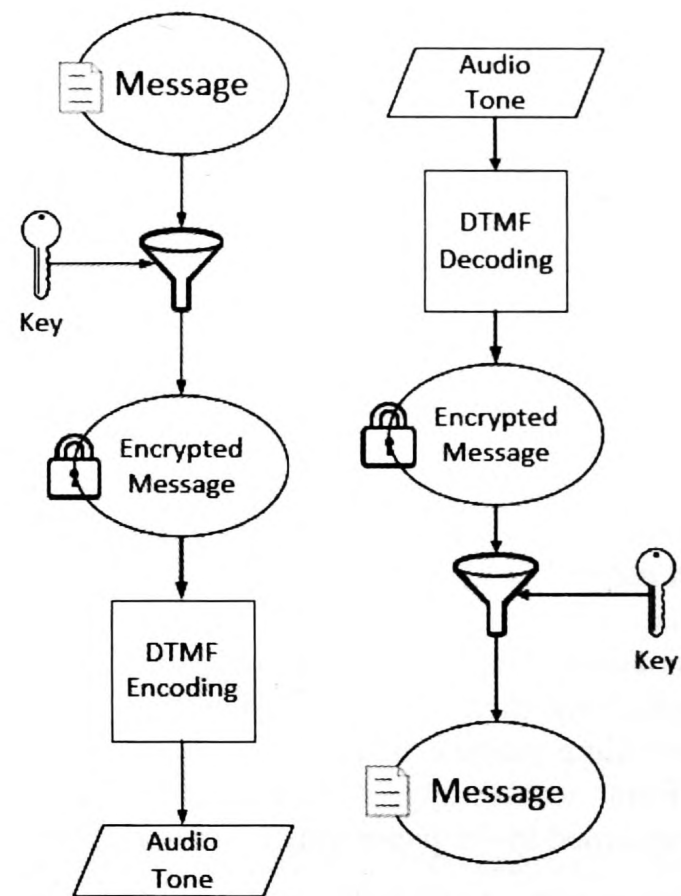 Message
Key
Encrypted
Message
DTMF
Encoding
Audio
Tone
Audio
Tone
DTMF
Decoding
Encrypted
Message
Key
Message